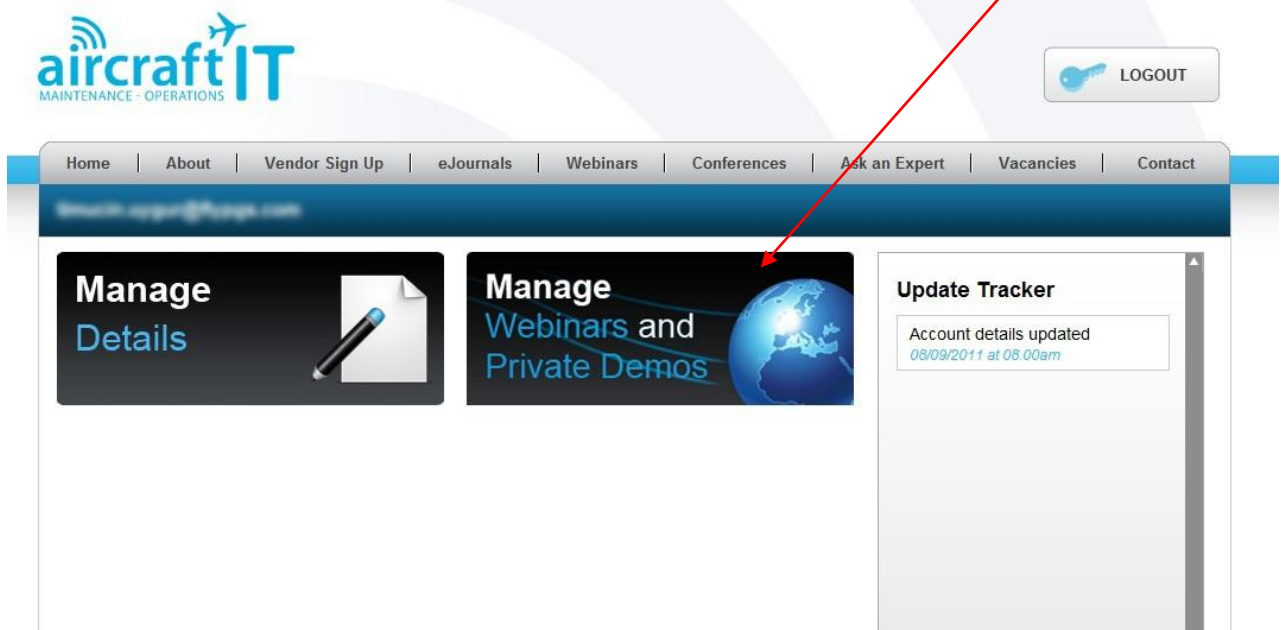 aircraft IT
MAINTENANCE - OPERATIONS
LOGOUT
Home | About | Vendor Sign Up | eJournals | Webinars | Conferences | Ask an Expert | Vacancies | Contact
Manage
Details
Manage
Webinars and
Private Demos
Update Tracker
Account details updated
08/09/2011 at 08.00am